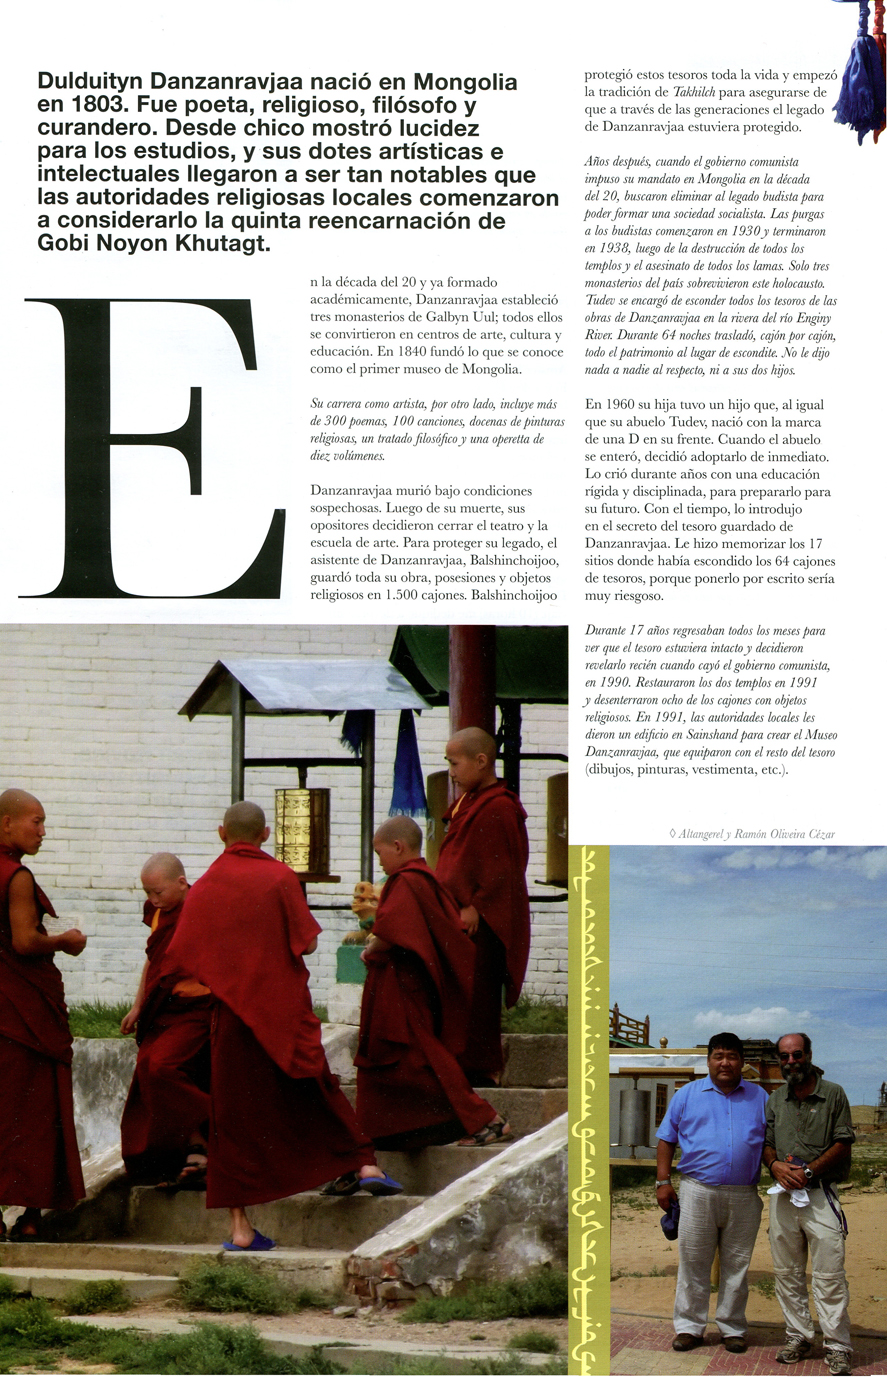 Dulduityn Danzanravjaa nació en Mongolia
en 1803. Fue poeta, religioso, filósofo y
curandero. Desde chico mostró lucidez
para los estudios, y sus dotes artísticas e
intelectuales llegaron a ser tan notables que
las autoridades religiosas locales comenzaron
a considerarlo la quinta reencarnación de
Gobi Noyon Khutagt.
E
n la década del 20 y ya formado
académicamente, Danzanravjaa estableció
tres monasterios de Galbyn Uul; todos ellos
se convirtieron en centros de arte, cultura y
educación. En 1840 fundó lo que se conoce
como el primer museo de Mongolia.
Su carrera como artista, por otro lado, incluye más
de 300 poemas, 100 canciones, docenas de pinturas
religiosas, un tratado filosófico y una operetta de
diez volúmenes.
Danzanravjaa murió bajo condiciones
sospechosas. Luego de su muerte, sus
opositores decidieron cerrar el teatro y la
escuela de arte. Para proteger su legado, el
asistente de Danzanravjaa, Balshinchoijoo,
guardó toda su obra, posesiones y objetos
religiosos en 1.500 cajones. Balshinchoijoo
protegió estos tesoros toda la vida y empezó
la tradición de Takhilch para asegurarse de
que a través de las generaciones el legado
de Danzanravjaa estuviera protegido.
Años después, cuando el gobierno comunista
impuso su mandato en Mongolia en la década
del 20, buscaron eliminar al legado budista para
poder formar una sociedad socialista. Las purgas
a los budistas comenzaron en 1930 y terminaron
en 1938, luego de la destrucción de todos los
templos y el asesinato de todos los lamas. Solo tres
monasterios del país sobrevivieron este holocausto.
Tudev se encargó de esconder todos los tesoros de las
obras de Danzanravjaa en la rivera del río Enginy
River. Durante 64 noches trasladó, cajón por cajón,
todo el patrimonio al lugar de escondite. No le dijo
nada a nadie al respecto, ni a sus dos hijos.
En 1960 su hija tuvo un hijo que, al igual
que su abuelo Tudev, nació con la marca
de una D en su frente. Cuando el abuelo
se enteró, decidió adoptarlo de inmediato.
Lo crió durante años con una educación
rígida y disciplinada, para prepararlo para
su futuro. Con el tiempo, lo introdujo
en el secreto del tesoro guardado de
Danzanravjaa. Le hizo memorizar los 17
sitios donde había escondido los 64 cajones
de tesoros, porque ponerlo por escrito sería
muy riesgoso.
Durante 17 años regresaban todos los meses para
ver que el tesoro estuviera intacto y decidieron
revelarlo recién cuando cayó el gobierno comunista,
en 1990. Restauraron los dos templos en 1991
y desenterraron ocho de los cajones con objetos
religiosos. En 1991, las autoridades locales les
dieron un edificio en Sainshand para crear el Museo
Danzanravjaa, que equiparon con el resto del tesoro
(dibujos, pinturas, vestimenta, etc.).
◊ Altangerel y Ramón Oliveira Cézar